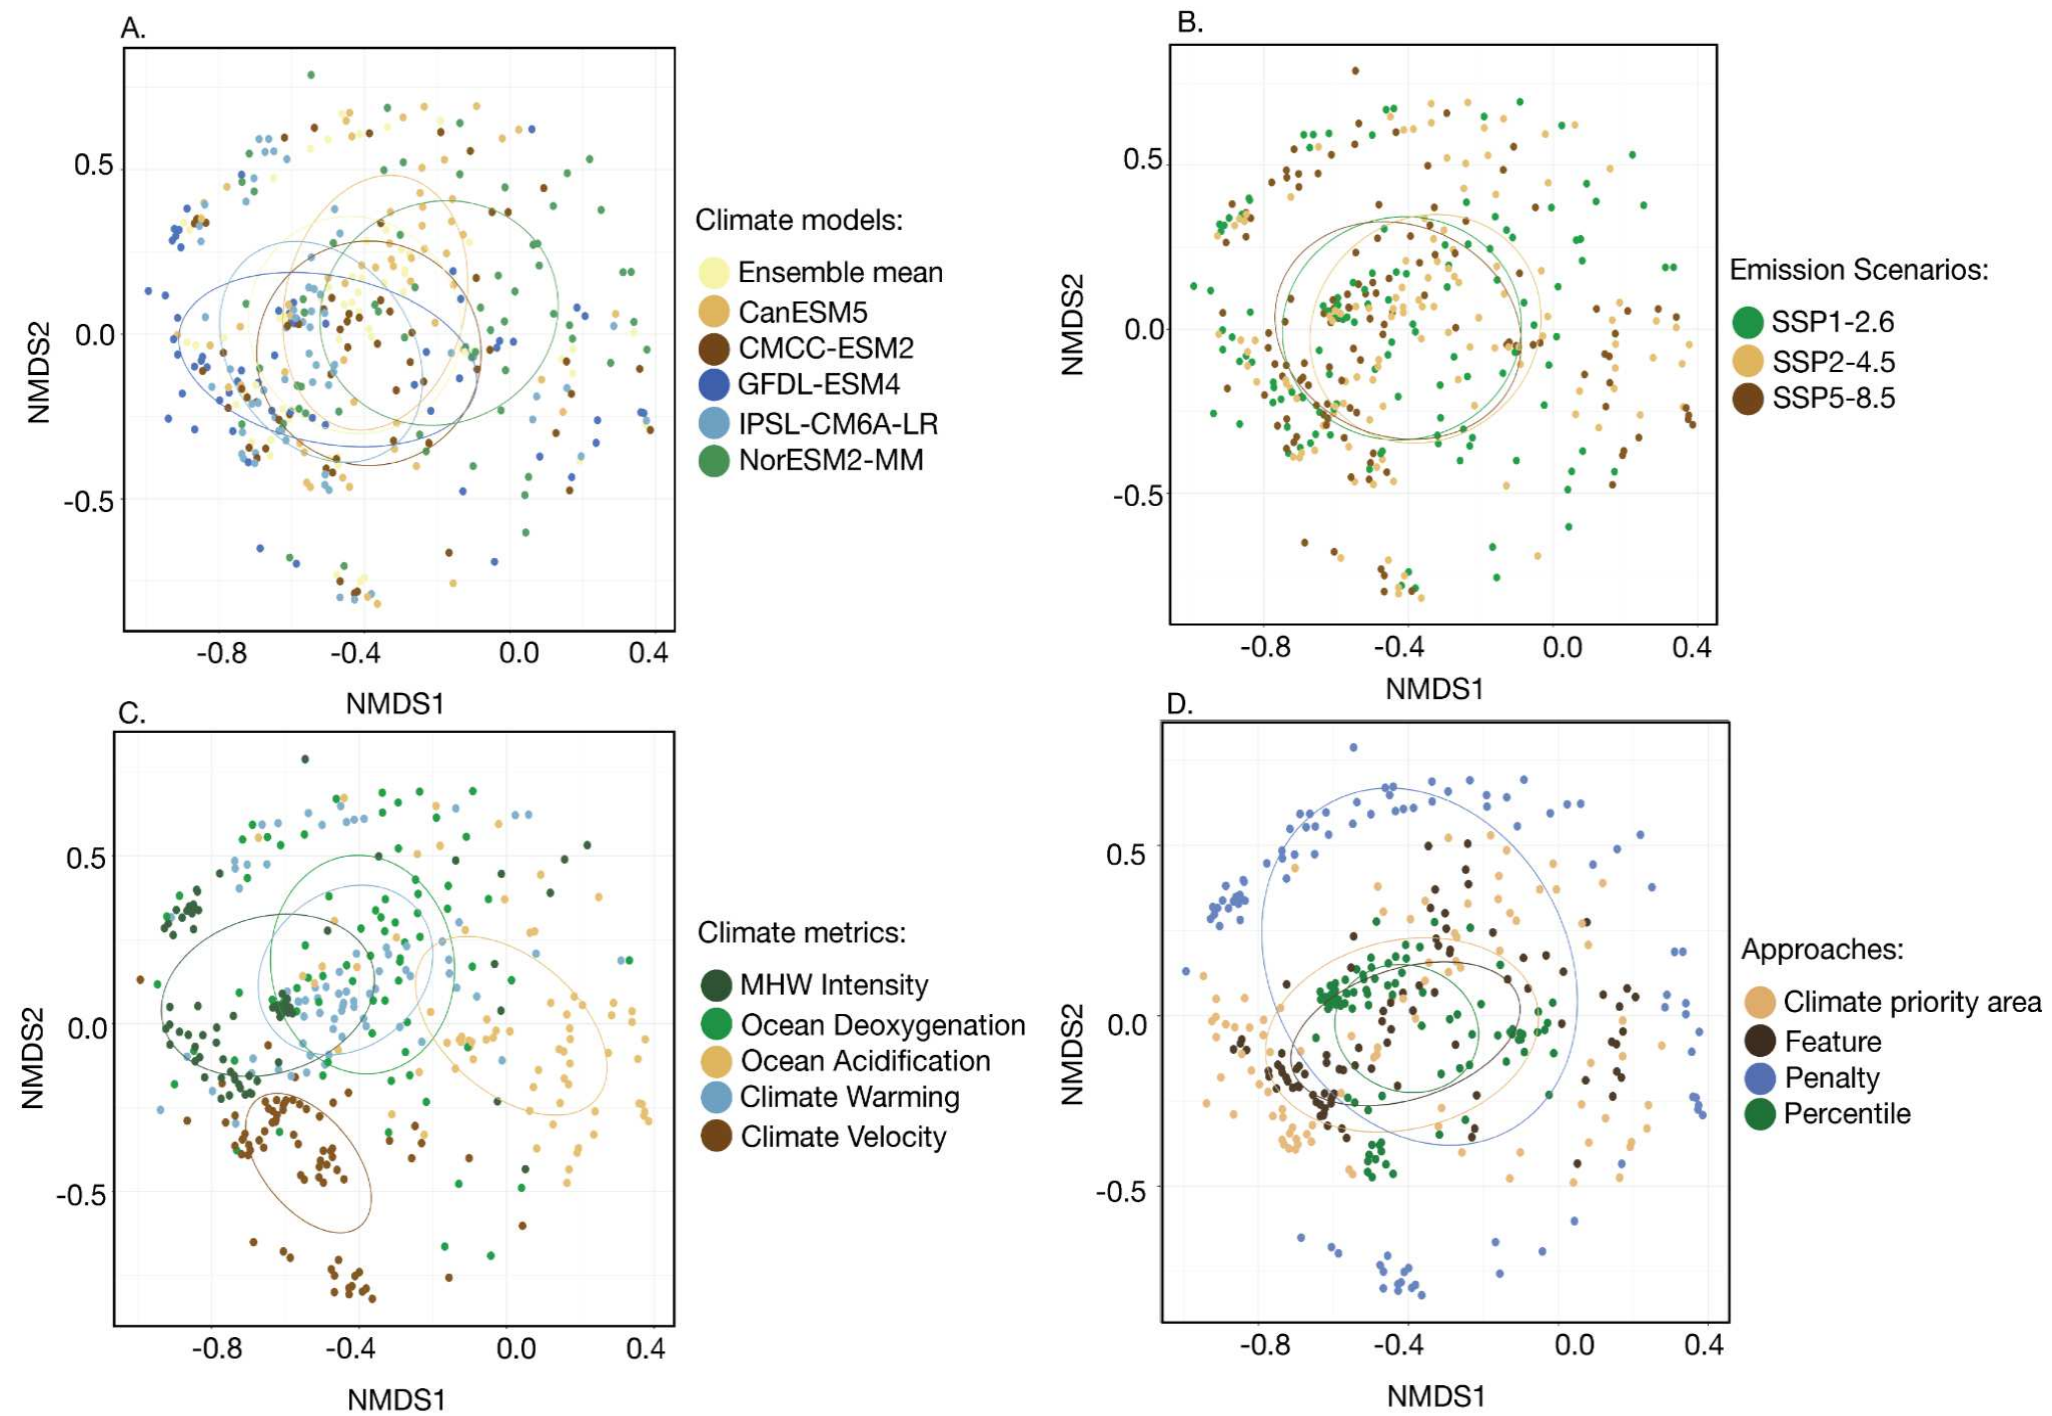 A.
0.5
0.0
-0.5
NMDS2
-0.8 -0.4 0.0 0.4
NMDS1
Climate models:
Ensemble mean
CanESM5
CMCC-ESM2
GFDL-ESM4
IPSL-CM6A-LR
NorESM2-MM
B.
0.5
0.0
-0.5
NMDS2
-0.8 -0.4 0.0 0.4
NMDS1
Emission Scenarios:
SSP1-2.6
SSP2-4.5
SSP5-8.5
C.
0.5
0.0
-0.5
NMDS2
-0.8 -0.4 0.0 0.4
NMDS1
Climate metrics:
MHW Intensity
Ocean Deoxygenation
Ocean Acidification
Climate Warming
Climate Velocity
D.
0.5
0.0
-0.5
NMDS2
-0.8 -0.4 0.0 0.4
NMDS1
Approaches:
Climate priority area
Feature
Penalty
Percentile